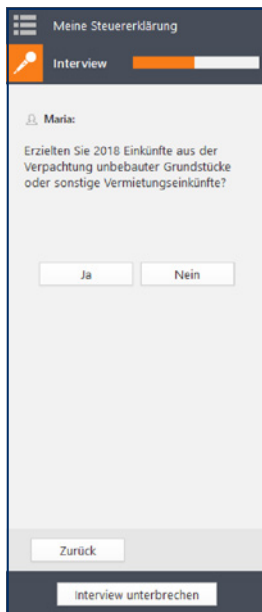 Meine Steuererklärung
Interview
Maria:
Erzielten Sie 2018 Einkünfte aus der
Verpachtung unbebauter Grundstücke
oder sonstige Vermietungseinkünfte?
Ja
Nein
Zurück
Interview unterbrechen